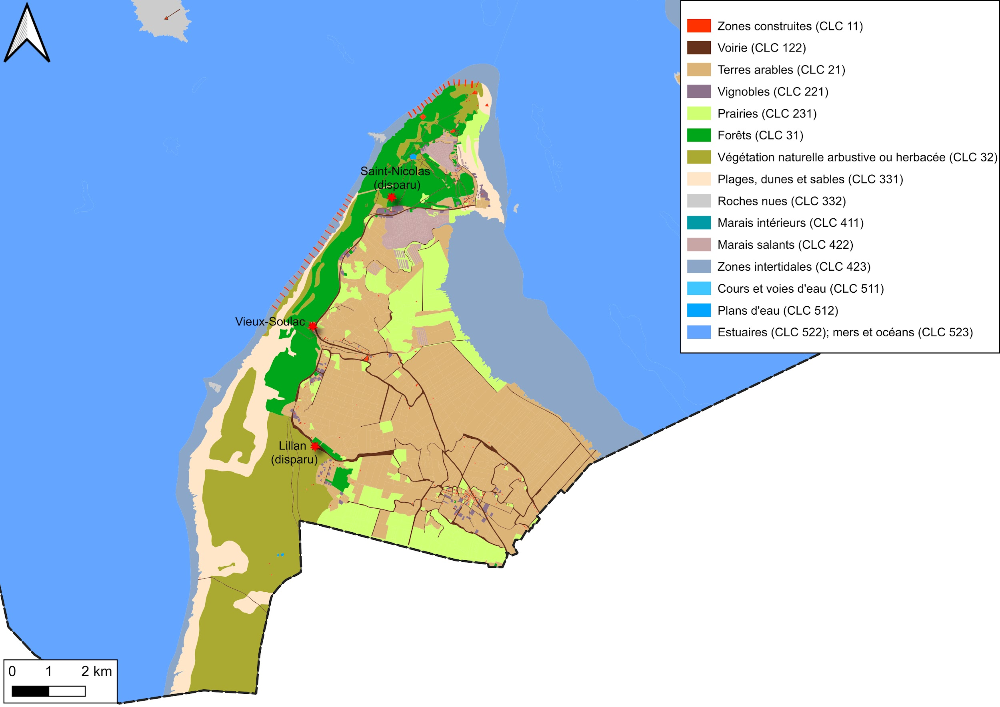 Zones construites (CLC 11)
Voirie (CLC 122)
Terres arables (CLC 21)
Vignobles (CLC 221)
Prairies (CLC 231)
Forêts (CLC 31)
Végétation naturelle arbustive ou herbacée (CLC 32)
Plages, dunes et sables (CLC 331)
Roches nues (CLC 332)
Marais intérieurs (CLC 411)
Marais salants (CLC 422)
Zones intertidales (CLC 423)
Cours et voies d'eau (CLC 511)
Plans d'eau (CLC 512)
Estuaires (CLC 522); mers et océans (CLC 523)
Saint-Nicolas
(disparu)
Vieux-Soulac
Lillan
(disparu)
0 1 2 km